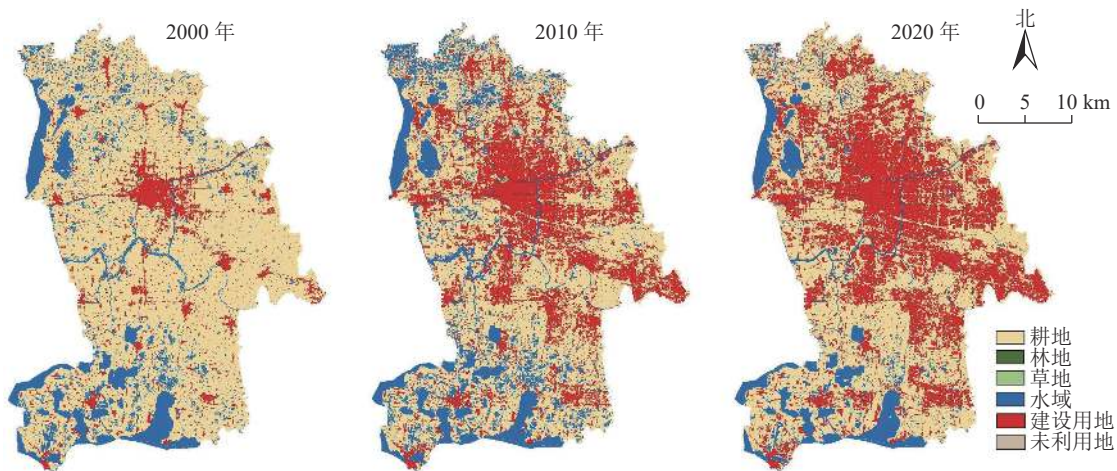 2000 年
2010 年
2020 年
北
0 5 10 km
耕地
林地
草地
水域
建设用地
未利用地